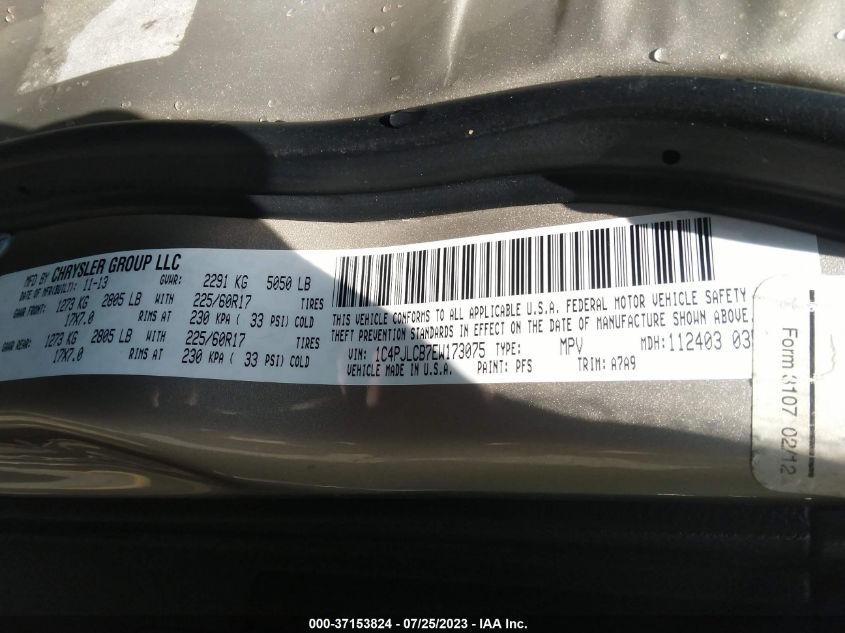 MFD BY CHRYSLER GROUP LLC
DATE OF MFR(BUILT): 11-13 GVWR: 2291 KG 5050 LB
GAWR FRONT: 1273 KG 2805 LB WITH 225/60R17 TIRES
17X7.0 RIMS AT 230 KPA ( 33 PSI) COLD
GAWR REAR: 1273 KG 2805 LB WITH 225/60R17 TIRES
17X7.0 RIMS AT 230 KPA ( 33 PSI) COLD
THIS VEHICLE CONFORMS TO ALL APPLICABLE U.S.A. FEDERAL MOTOR VEHICLE SAFETY
THEFT PREVENTION STANDARDS IN EFFECT ON THE DATE OF MANUFACTURE SHOWN ABOVE.
VIN: 1C4PJLCB7EW173075 TYPE: MPV MDH: 112403
VEHICLE MADE IN U.S.A. PAINT: PFS TRIM: A7A9
Form 3107 02/12
000-37153824 - 07/25/2023 - IAA Inc.